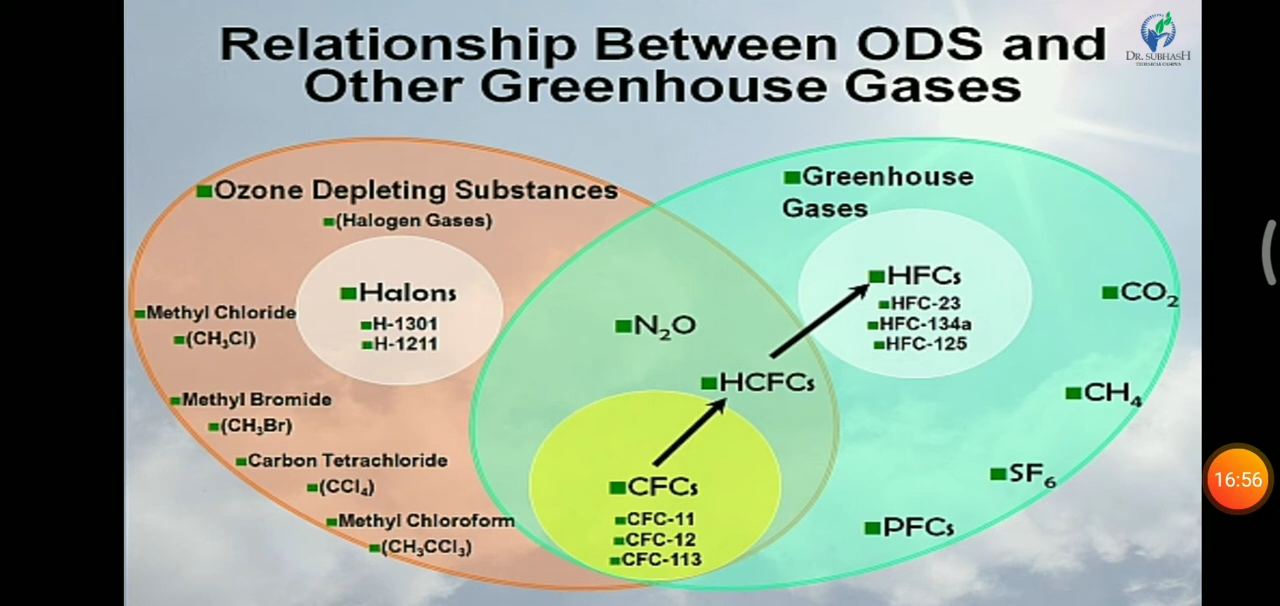 Relationship Between ODS and
Other Greenhouse Gases
DR. SUBHASH
■Ozone Depleting Substances
■(Halogen Gases)
■Halons
■H-1301
■H-1211
■Methyl Chloride
■(CH₃Cl)
■Methyl Bromide
■(CH₃Br)
■Carbon Tetrachloride
■(CCl₄)
■Methyl Chloroform
■(CH₃CCl₃)
■N₂O
■HCFCs
■CFCs
■CFC-11
■CFC-12
■CFC-113
■Greenhouse
Gases
■HFCs
■HFC-23
■HFC-134a
■HFC-125
■CO₂
■CH₄
■SF₆
■PFCs
16:56